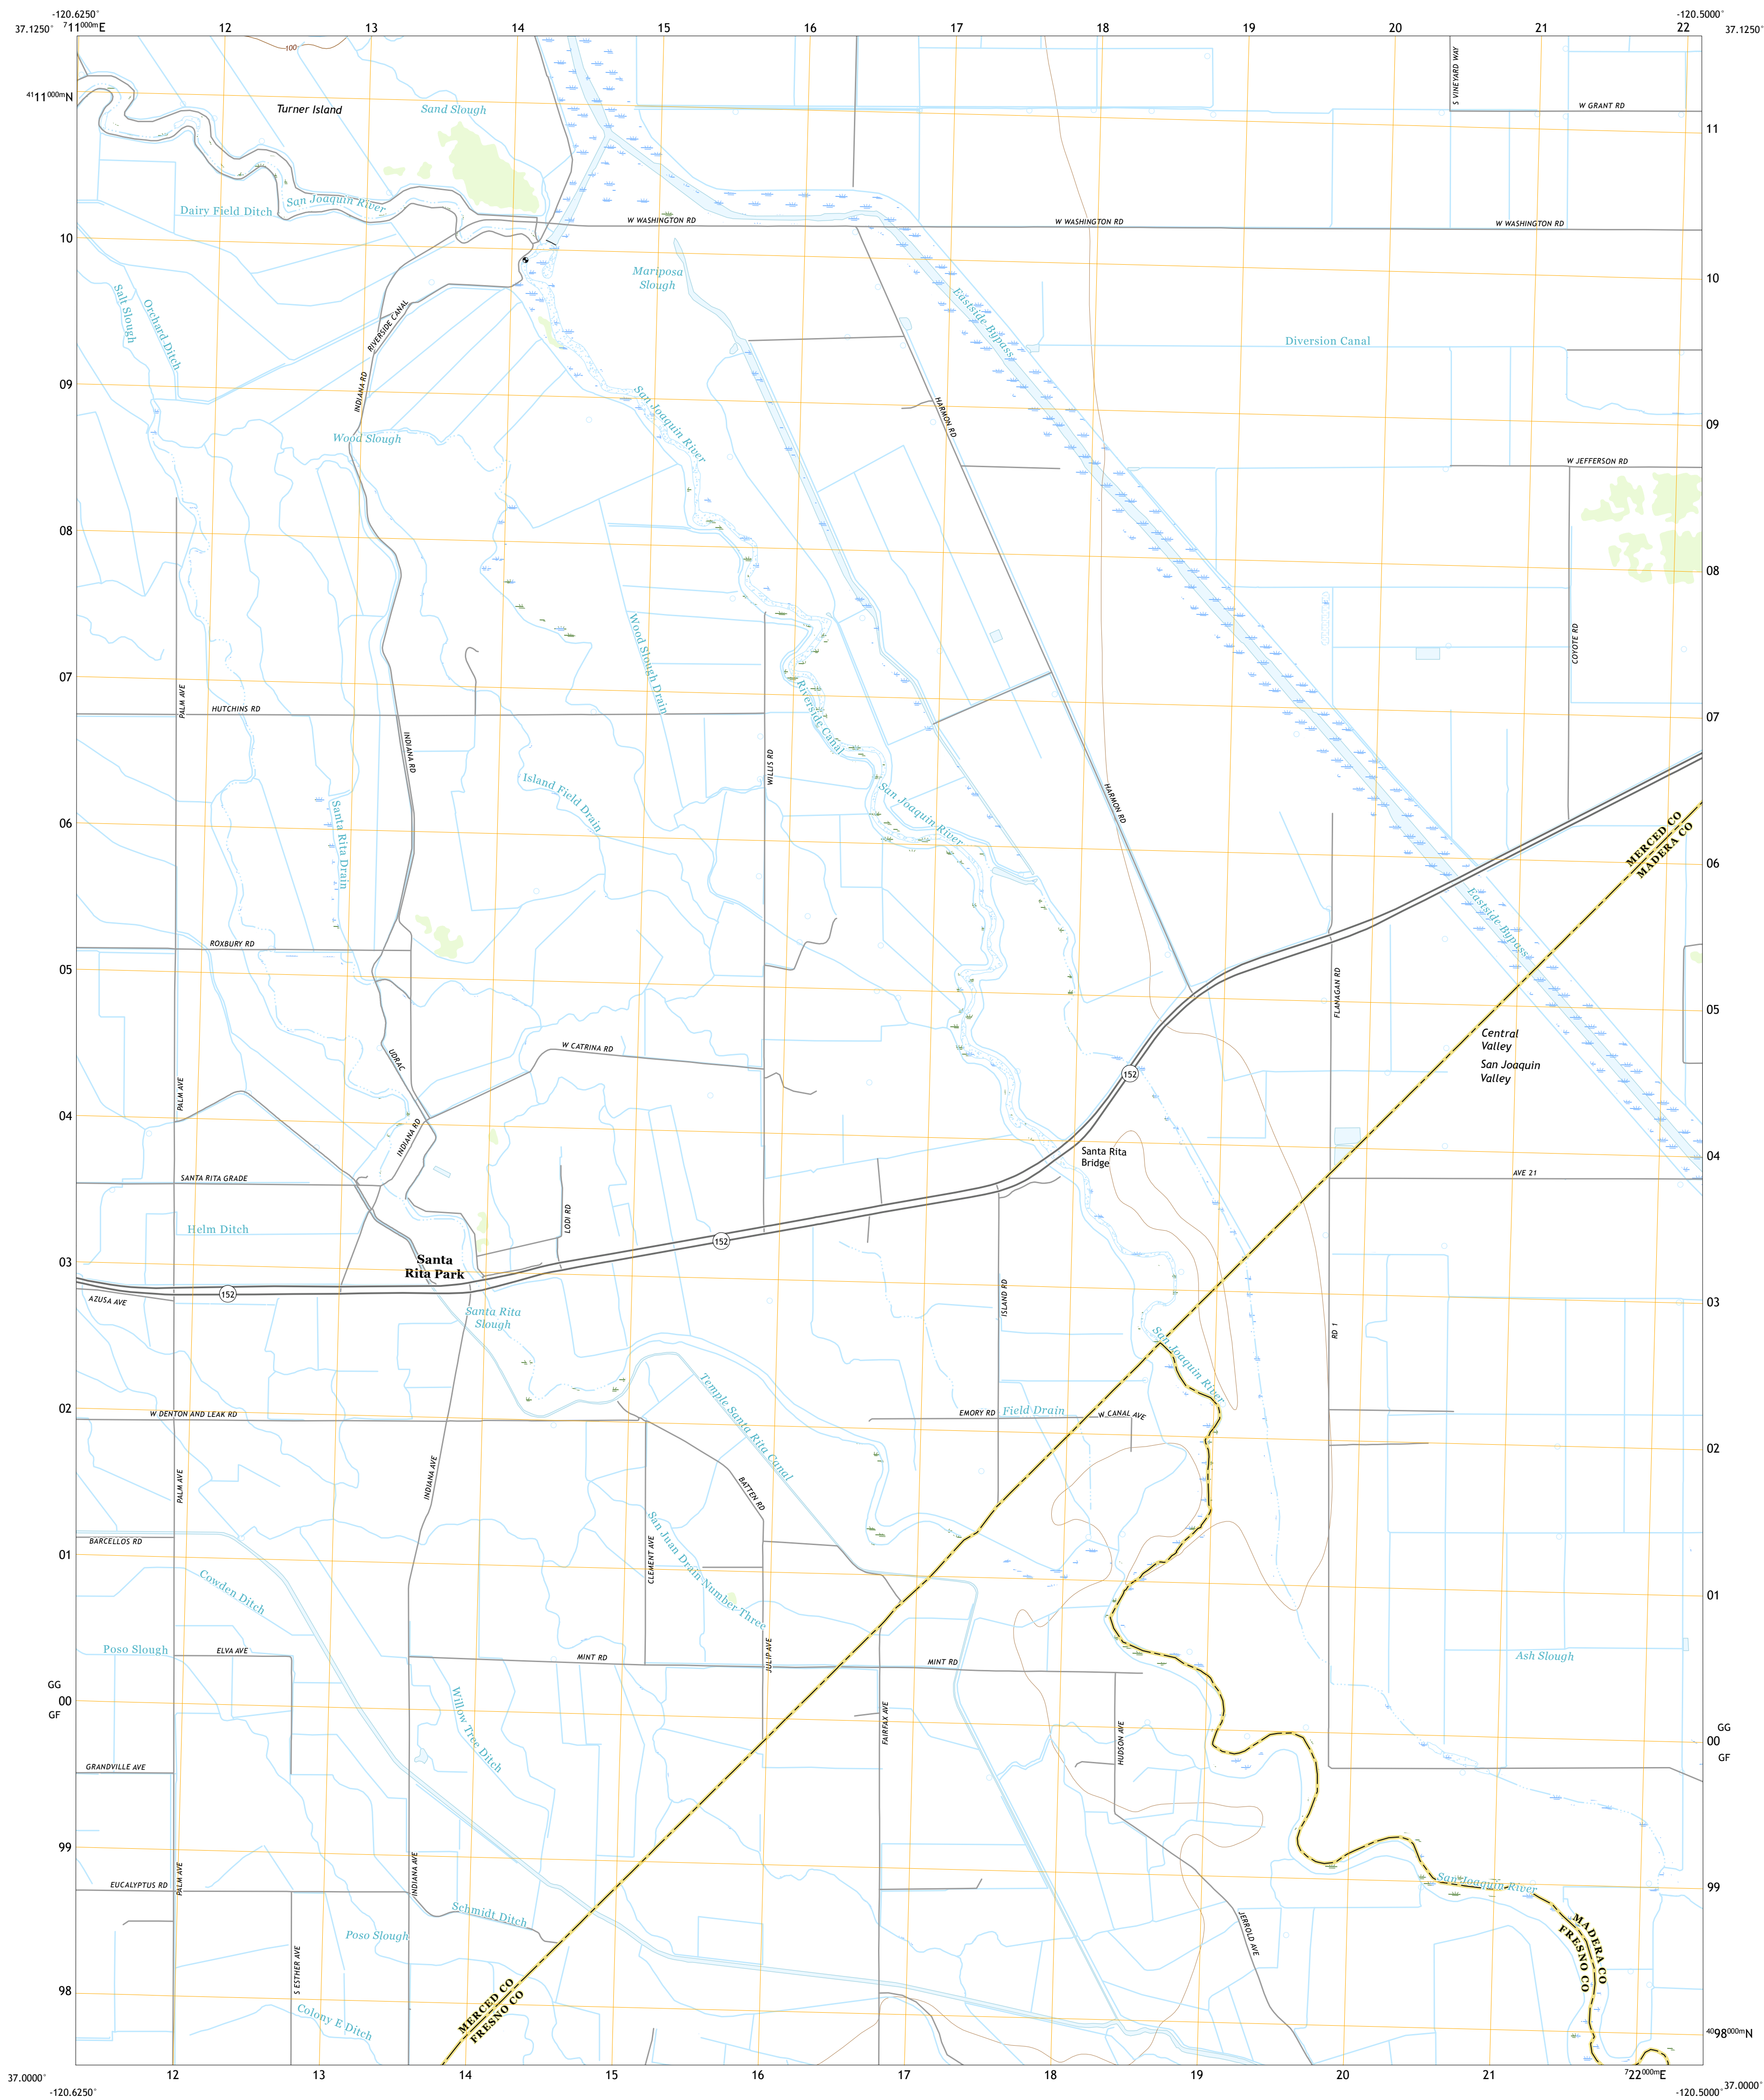 -120.6250°
-120.5000°
37.1250°
⁷11⁰⁰⁰ᵐE
12
13
14
15
16
17
18
19
20
21
22
37.1250°
100
⁴¹11⁰⁰⁰ᵐN
Turner Island
Sand Slough
S VINEYARD WAY
W GRANT RD
11
Dairy Field Ditch
San Joaquin River
W WASHINGTON RD
W WASHINGTON RD
W WASHINGTON RD
10
10
Mariposa
Slough
Salt Slough
Orchard Ditch
RIVERSIDE CANAL
Eastside Bypass
Diversion Canal
09
INDIANA RD
San Joaquin River
HARMON RD
09
Wood Slough
W JEFFERSON RD
08
08
Wood Slough Drain
COYOTE RD
07
PALM AVE
HUTCHINS RD
Riverside Canal
07
INDIANA RD
WILLIS RD
Island Field Drain
San Joaquin River
HARMON RD
06
Santa Rita Drain
MERCED CO
MADERA CO
06
Eastside Bypass
ROXBURY RD
05
FLANAGAN RD
05
Central
Valley
San Joaquin
Valley
UDRAC
W CATRINA RD
152
PALM AVE
04
INDIANA RD
Santa Rita
Bridge
04
SANTA RITA GRADE
AVE 21
Helm Ditch
LODI RD
152
03
Santa
Rita Park
152
AZUSA AVE
ISLAND RD
03
Santa Rita
Slough
RD 1
San Joaquin River
Temple Santa Rita Canal
02
W DENTON AND LEAK RD
EMORY RD
Field Drain
W CANAL AVE
02
PALM AVE
INDIANA AVE
BATTEN RD
San Juan Drain Number Three
BARCELLOS RD
01
CLEMENT AVE
Cowden Ditch
01
Poso Slough
ELVA AVE
JULIP AVE
MINT RD
MINT RD
Ash Slough
GG
00
GF
Willow Tree Ditch
FAIRFAX AVE
HUDSON AVE
GG
00
GF
GRANDVILLE AVE
99
PALM AVE
INDIANA AVE
EUCALYPTUS RD
San Joaquin River
99
Schmidt Ditch
JERROLD AVE
Poso Slough
S ESTHER AVE
MADERA CO
FRESNO CO
98
MERCED CO
FRESNO CO
Colony E Ditch
⁴⁰98⁰⁰⁰ᵐN
37.0000°
12
13
14
15
16
17
18
19
20
21
⁷22⁰⁰⁰ᵐE
37.0000°
-120.6250°
-120.5000°